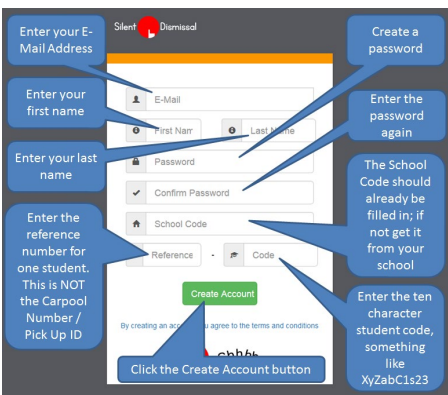 Silent Dismissal
Enter your E-
Mail Address
Create a
password
E-Mail
Enter your
first name
First Nam
Last Name
Enter the
password
again
Enter your last
name
Password
Confirm Password
The School
Code should
already be
filled in; if
not get it
from your
school
School Code
Enter the
reference
number for
one student.
This is NOT
the Carpool
Number /
Pick Up ID
Reference
-
Code
Create Account
Enter the ten
character
student code,
something
like
XyZabC1s23
By creating an account you agree to the terms and conditions
Click the Create Account button